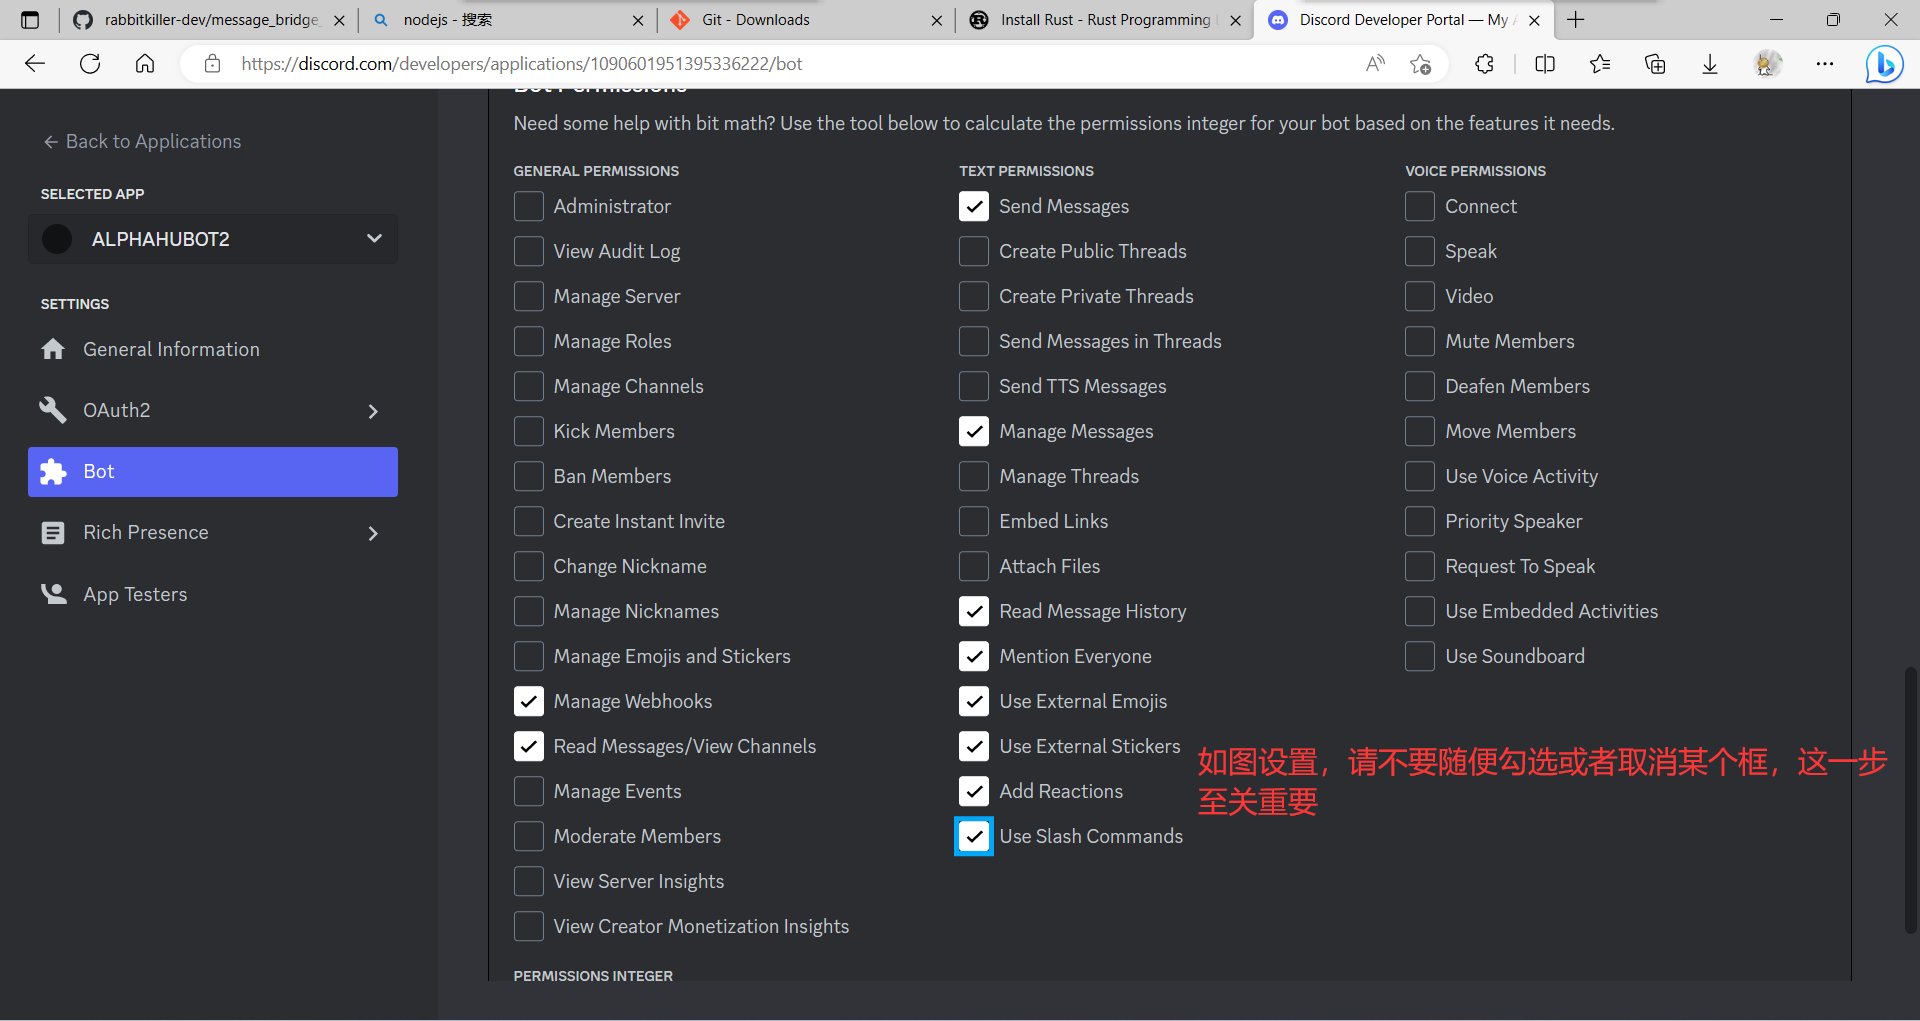 rabbitkiller-dev/message_bridge_
nodejs - 搜索
Git - Downloads
Install Rust - Rust Programming
Discord Developer Portal — My
https://discord.com/developers/applications/1090601951395336222/bot
Bot Permissions
Need some help with bit math? Use the tool below to calculate the permissions integer for your bot based on the features it needs.
← Back to Applications
SELECTED APP
ALPHAHUBOT2
SETTINGS
General Information
OAuth2
Bot
Rich Presence
App Testers
GENERAL PERMISSIONS
Administrator
View Audit Log
Manage Server
Manage Roles
Manage Channels
Kick Members
Ban Members
Create Instant Invite
Change Nickname
Manage Nicknames
Manage Emojis and Stickers
Manage Webhooks
Read Messages/View Channels
Manage Events
Moderate Members
View Server Insights
View Creator Monetization Insights
TEXT PERMISSIONS
Send Messages
Create Public Threads
Create Private Threads
Send Messages in Threads
Send TTS Messages
Manage Messages
Manage Threads
Embed Links
Attach Files
Read Message History
Mention Everyone
Use External Emojis
Use External Stickers
Add Reactions
Use Slash Commands
VOICE PERMISSIONS
Connect
Speak
Video
Mute Members
Deafen Members
Move Members
Use Voice Activity
Priority Speaker
Request To Speak
Use Embedded Activities
Use Soundboard
如图设置，请不要随便勾选或者取消某个框，这一步
至关重要
PERMISSIONS INTEGER